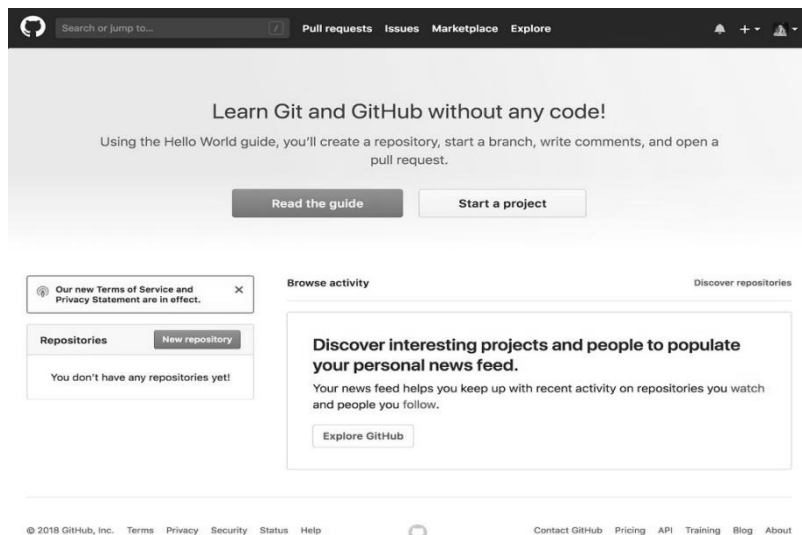 Search or jump to... /
Pull requests Issues Marketplace Explore
Learn Git and GitHub without any code!
Using the Hello World guide, you'll create a repository, start a branch, write comments, and open a
pull request.
Read the guide
Start a project
Our new Terms of Service and
Privacy Statement are in effect.
Repositories
New repository
You don't have any repositories yet!
Browse activity
Discover repositories
Discover interesting projects and people to populate
your personal news feed.
Your news feed helps you keep up with recent activity on repositories you watch
and people you follow.
Explore GitHub
© 2018 GitHub, Inc. Terms Privacy Security Status Help
Contact GitHub Pricing API Training Blog About